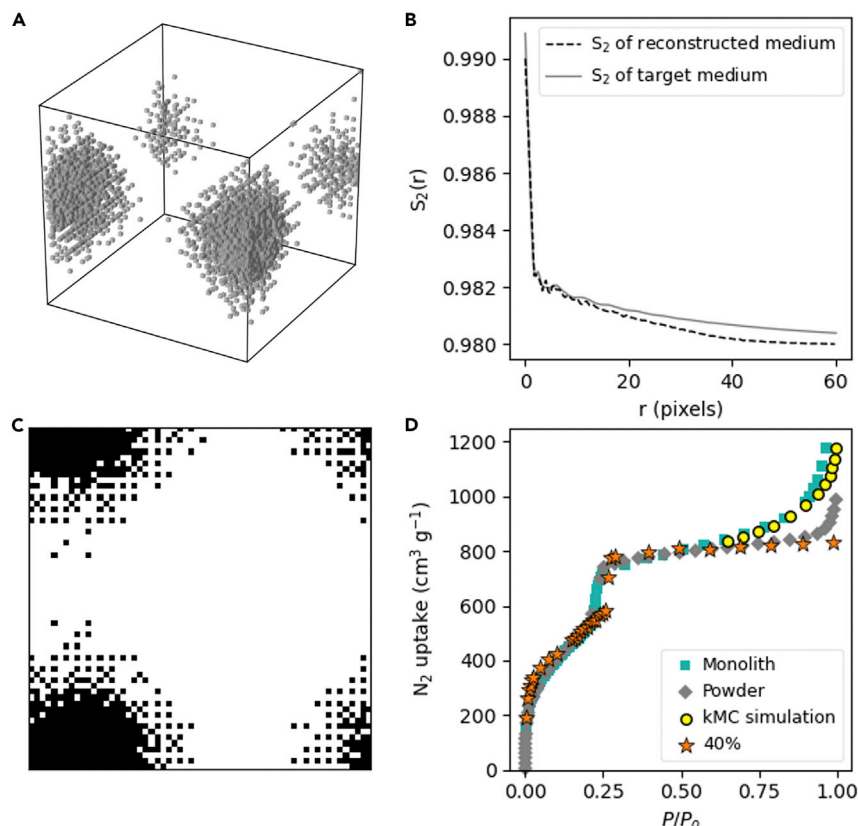 A
B
S₂ of reconstructed medium
S₂ of target medium
0.990
0.988
0.986
0.984
0.982
0.980
S₂(r)
0
20
40
60
r (pixels)
C
D
1200
1000
800
600
400
200
0
N₂ uptake (cm³ g⁻¹)
Monolith
Powder
kMC simulation
40%
0.00
0.25
0.50
0.75
1.00
P/Pₒ